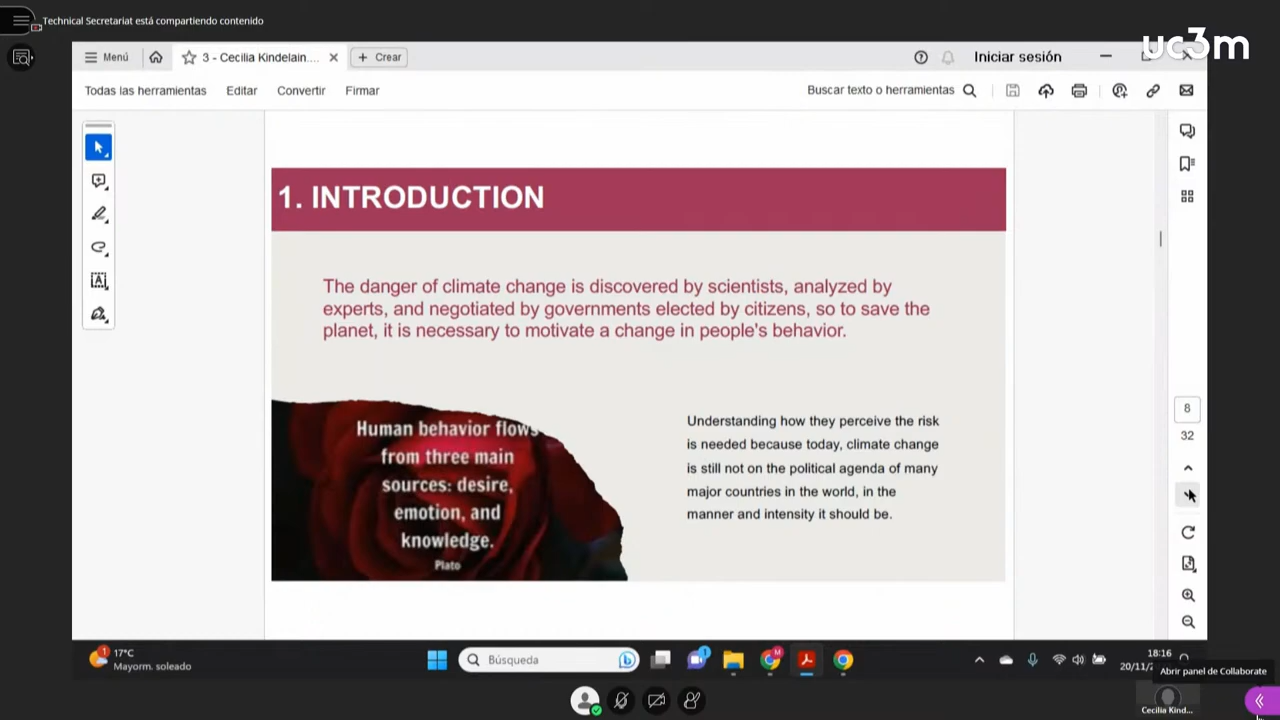 Technical Secretariat está compartiendo contenido
uc3m
Menú
3 - Cecilia Kindelain....
Crear
Iniciar sesión
Todas las herramientas
Editar
Convertir
Firmar
Buscar texto o herramientas
1. INTRODUCTION
The danger of climate change is discovered by scientists, analyzed by
experts, and negotiated by governments elected by citizens, so to save the
planet, it is necessary to motivate a change in people's behavior.
Human behavior flows
from three main
sources: desire,
emotion, and
knowledge.
Plato
Understanding how they perceive the risk
is needed because today, climate change
is still not on the political agenda of many
major countries in the world, in the
manner and intensity it should be.
8
32
1
17°C
Mayorm. soleado
Búsqueda
1
M
18:16
20/11/2
Abrir panel de Collaborate
Cecilia Kind...